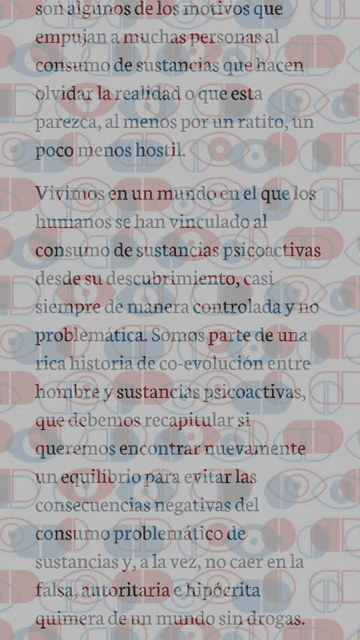 son algunos de los motivos que
empujan a muchas personas al
consumo de sustancias que hacen
olvidar la realidad o que esta
parezca, al menos por un ratito, un
poco menos hostil.
Vivimos en un mundo en el que los
humanos se han vinculado al
consumo de sustancias psicoactivas
desde su descubrimiento, casi
siempre de manera controlada y no
problemática. Somos parte de una
rica historia de co-evolución entre
hombre y sustancias psicoactivas,
que debemos recapitular si
queremos encontrar nuevamente
un equilibrio para evitar las
consecuencias negativas del
consumo problemático de
sustancias y, a la vez, no caer en la
falsa, autoritaria e hipócrita
quimera de un mundo sin drogas.